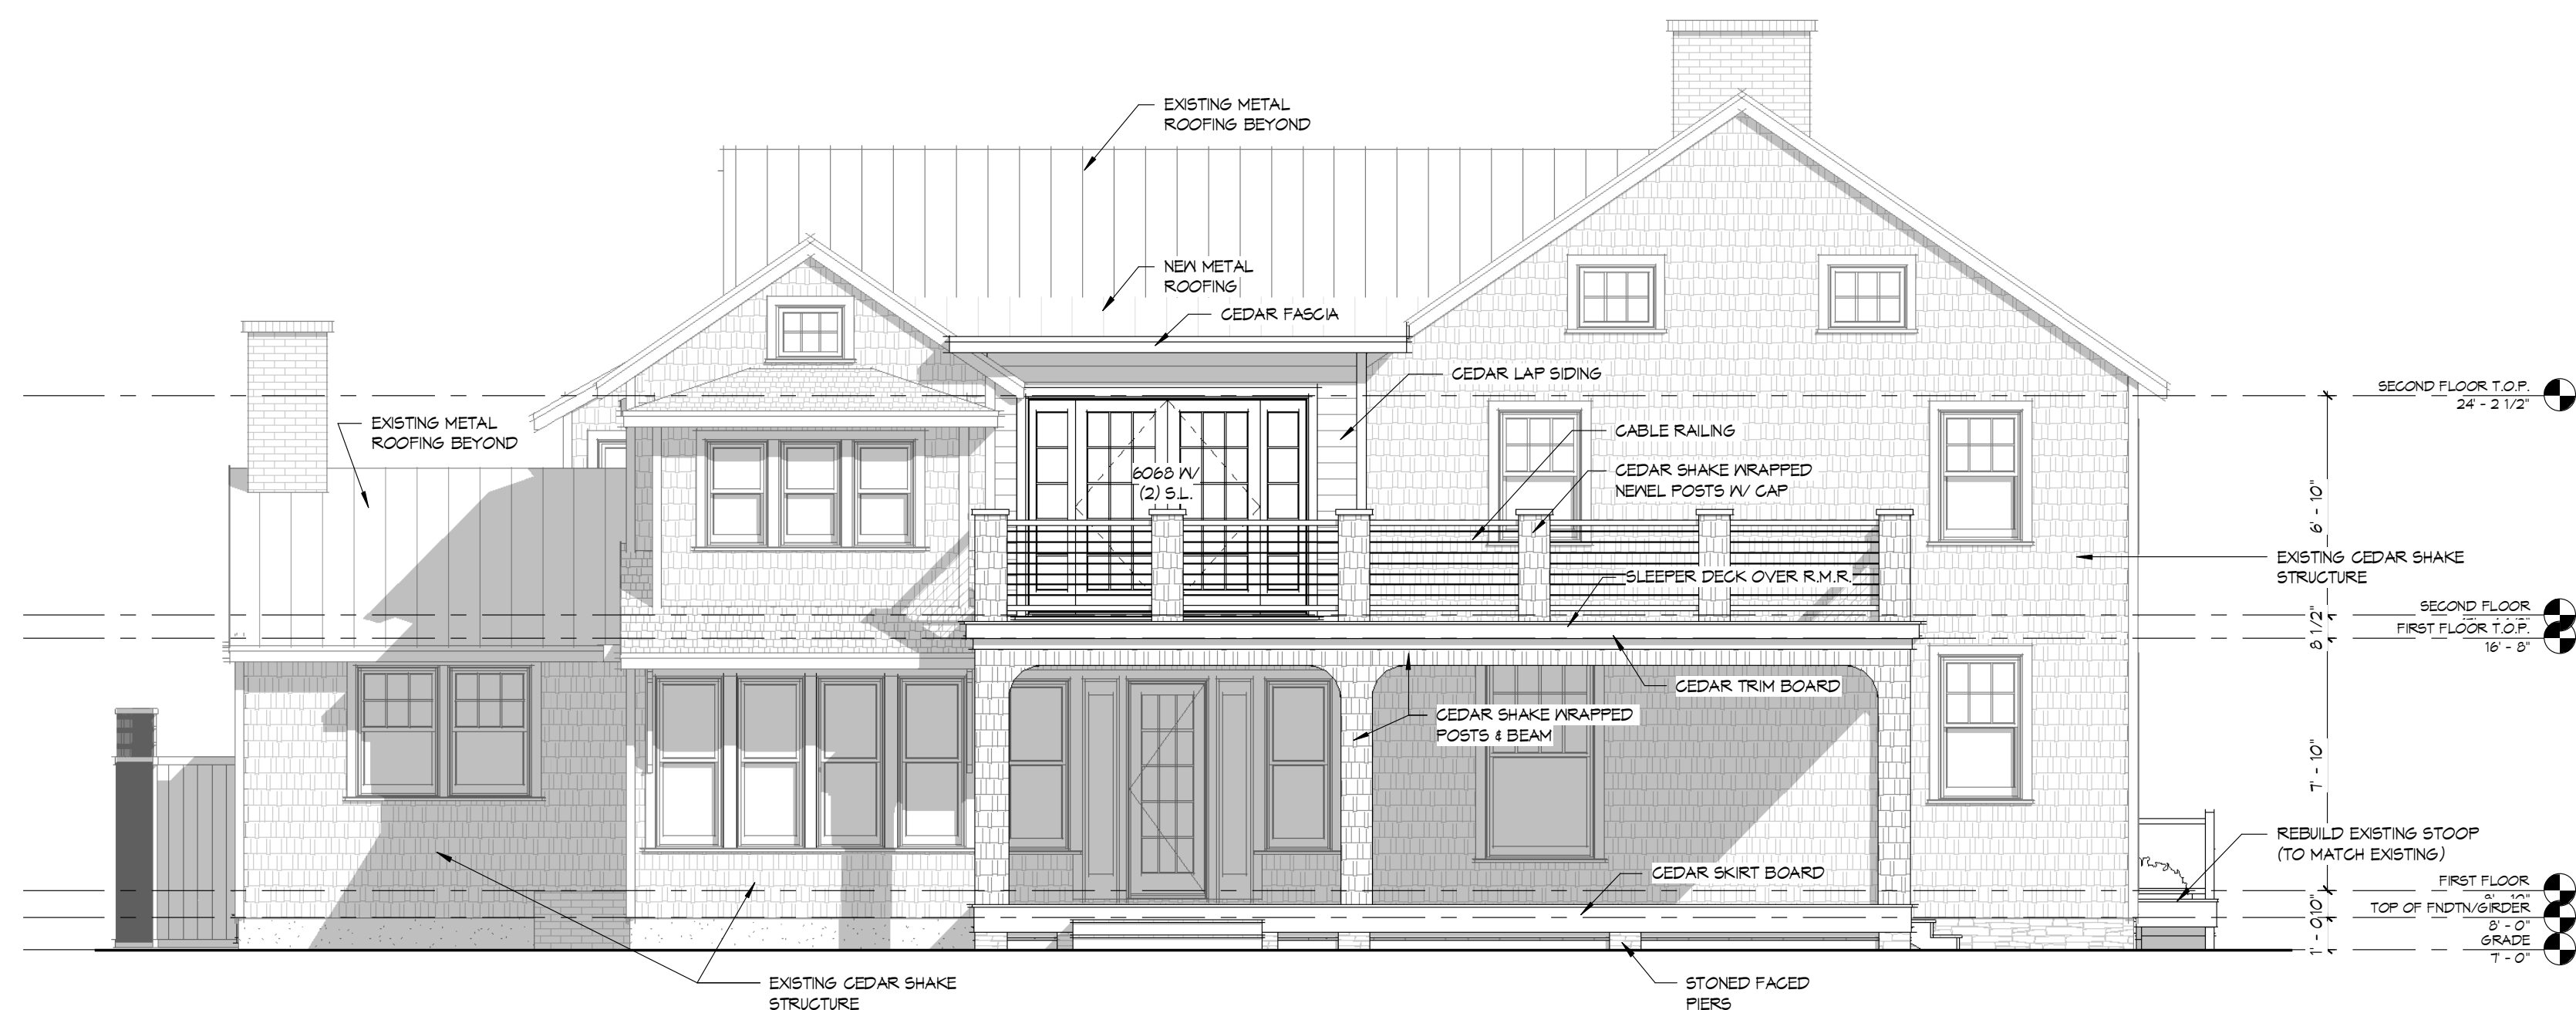 EXISTING METAL
ROOFING BEYOND
NEW METAL
ROOFING
CEDAR FASCIA
CEDAR LAP SIDING
SECOND FLOOR T.O.P.
24' - 2 1/2"
EXISTING METAL
ROOFING BEYOND
CABLE RAILING
6068 W/
(2) S.L.
CEDAR SHAKE WRAPPED
NEWEL POSTS W/ CAP
6' - 10"
EXISTING CEDAR SHAKE
STRUCTURE
SLEEPER DECK OVER R.M.R.
SECOND FLOOR
8 1/2"
FIRST FLOOR T.O.P.
16' - 8"
CEDAR TRIM BOARD
CEDAR SHAKE WRAPPED
POSTS & BEAM
7' - 10"
REBUILD EXISTING STOOP
(TO MATCH EXISTING)
CEDAR SKIRT BOARD
FIRST FLOOR
10"
TOP OF FNDTN/GIRDER
8' - 0"
1' - 0"
GRADE
7' - 0"
EXISTING CEDAR SHAKE
STRUCTURE
STONED FACED
PIERS